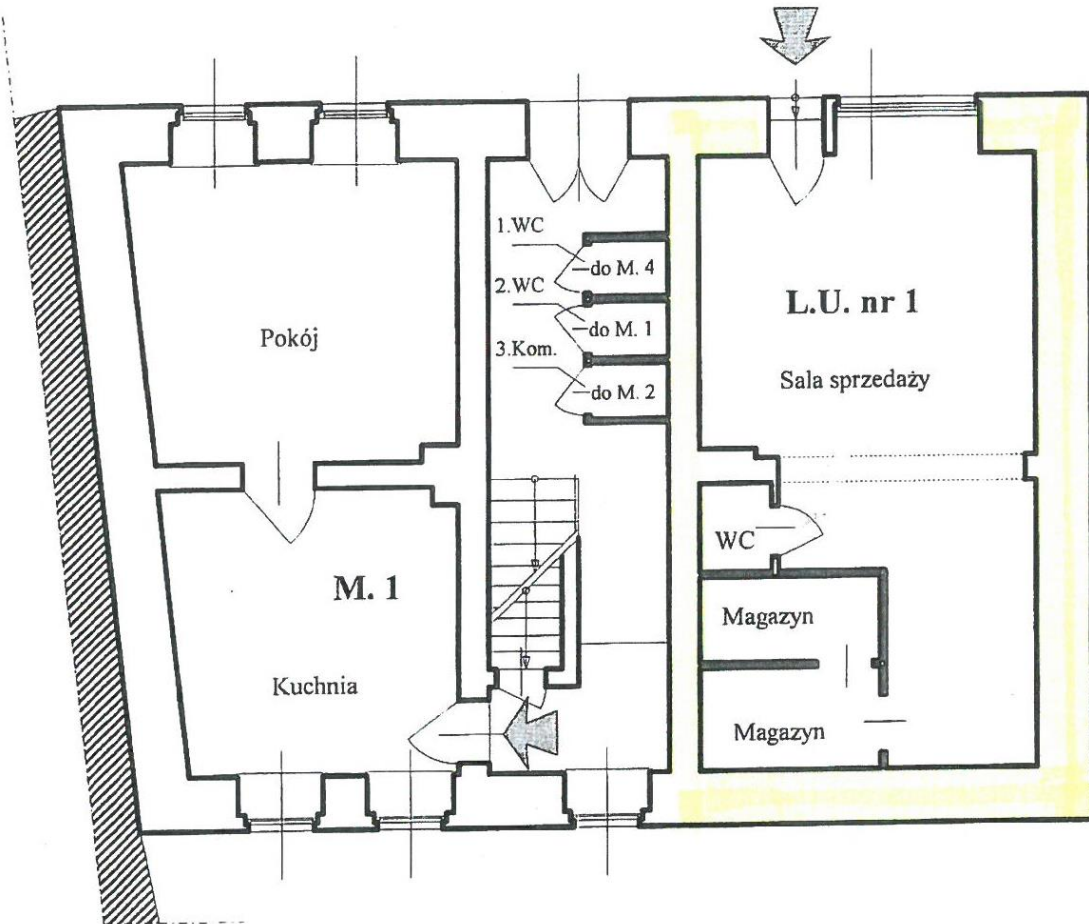 1.WC
do M. 4
2.WC
do M. 1
3.Kom.
do M. 2
L.U. nr 1
Pokój
Sala sprzedaży
WC
M. 1
Magazyn
Kuchnia
Magazyn